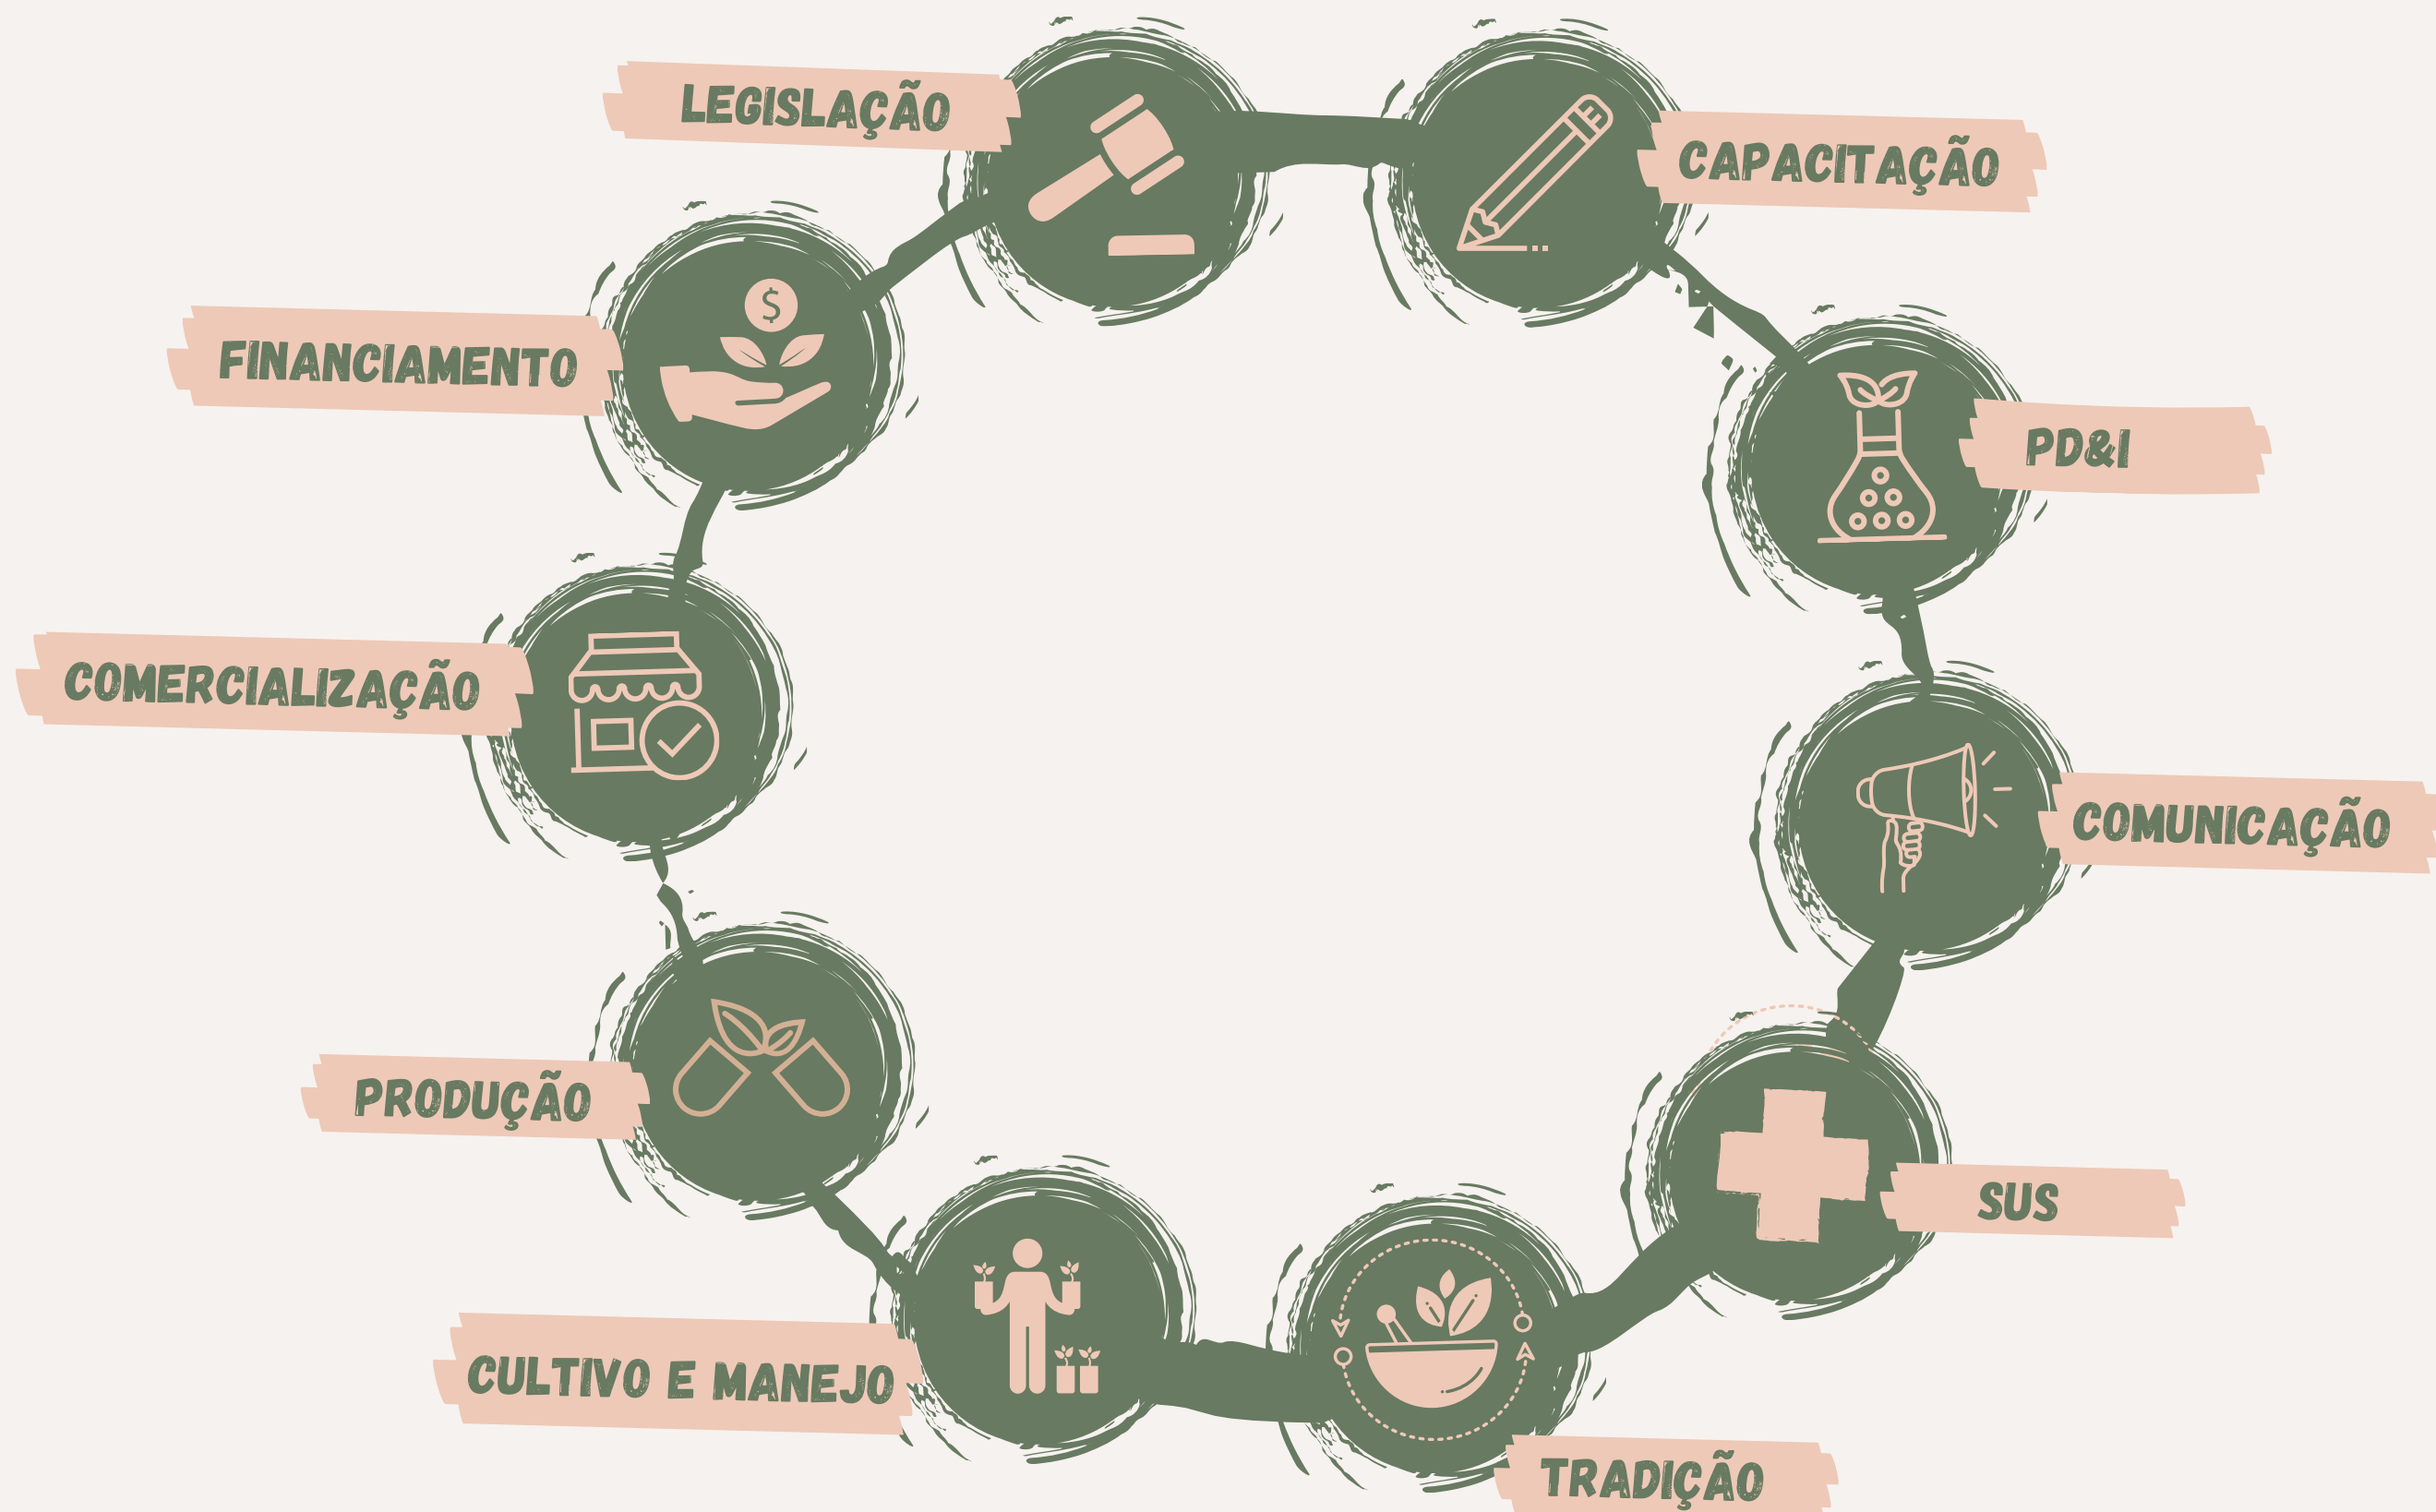 LEGISLAÇÃO
CAPACITAÇÃO
FINANCIAMENTO
$
PD&I
COMERCIALIZAÇÃO
COMUNICAÇÃO
PRODUÇÃO
SUS
CULTIVO E MANEJO
TRADIÇÃO